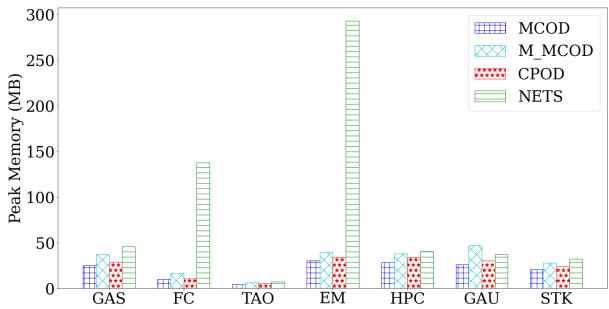 300
250
200
150
100
50
0
Peak Memory (MB)
MCOD
M_MCOD
CPOD
NETS
GAS FC TAO EM HPC GAU STK